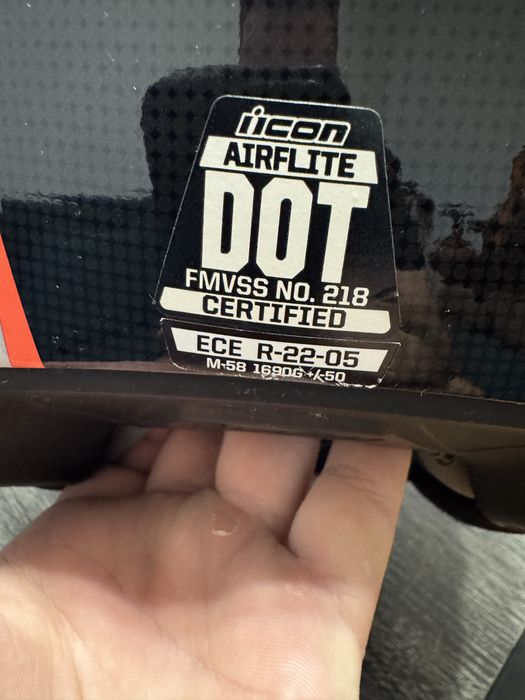 icon
AIRFLITE
DOT
FMVSS NO. 218
CERTIFIED
ECE R-22-05
M-58 1690G +/-50